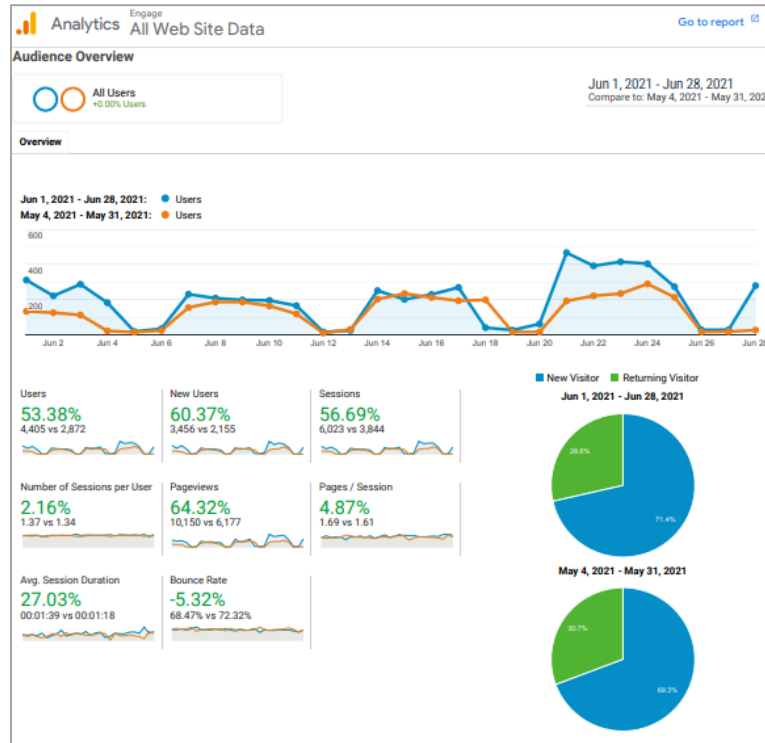 Analytics
Engage
All Web Site Data
Go to report
Audience Overview
All Users
+0.00% Users
Jun 1, 2021 - Jun 28, 2021
Compare to: May 4, 2021 - May 31, 202
Overview
Jun 1, 2021 - Jun 28, 2021: Users
May 4, 2021 - May 31, 2021: Users
600
400
200
Jun 2 Jun 4 Jun 6 Jun 8 Jun 10 Jun 12 Jun 14 Jun 16 Jun 18 Jun 20 Jun 22 Jun 24 Jun 26 Jun 28
Users
53.38%
4,405 vs 2,872
New Users
60.37%
3,456 vs 2,155
Sessions
56.69%
6,023 vs 3,844
Number of Sessions per User
2.16%
1.37 vs 1.34
Pageviews
64.32%
10,150 vs 6,177
Pages / Session
4.87%
1.69 vs 1.61
Avg. Session Duration
27.03%
00:01:39 vs 00:01:18
Bounce Rate
-5.32%
68.47% vs 72.32%
New Visitor Returning Visitor
Jun 1, 2021 - Jun 28, 2021
28.6%
71.4%
May 4, 2021 - May 31, 2021
30.7%
69.3%